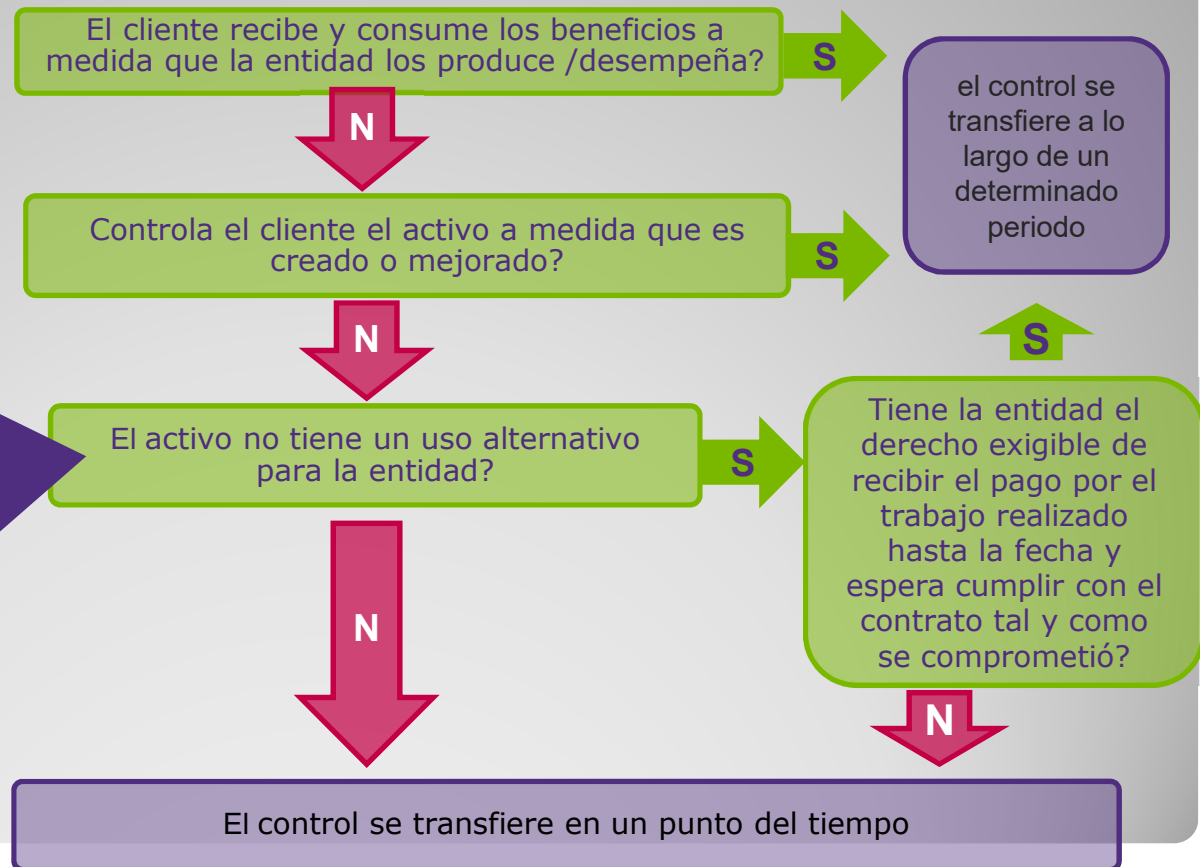 El cliente recibe y consume los beneficios a
medida que la entidad los produce /desempeña?
S
el control se
transfiere a lo
largo de un
determinado
periodo
N
Controla el cliente el activo a medida que es
creado o mejorado?
S
N
S
El activo no tiene un uso alternativo
para la entidad?
S
Tiene la entidad el
derecho exigible de
recibir el pago por el
trabajo realizado
hasta la fecha y
espera cumplir con el
contrato tal y como
se comprometió?
N
N
El control se transfiere en un punto del tiempo